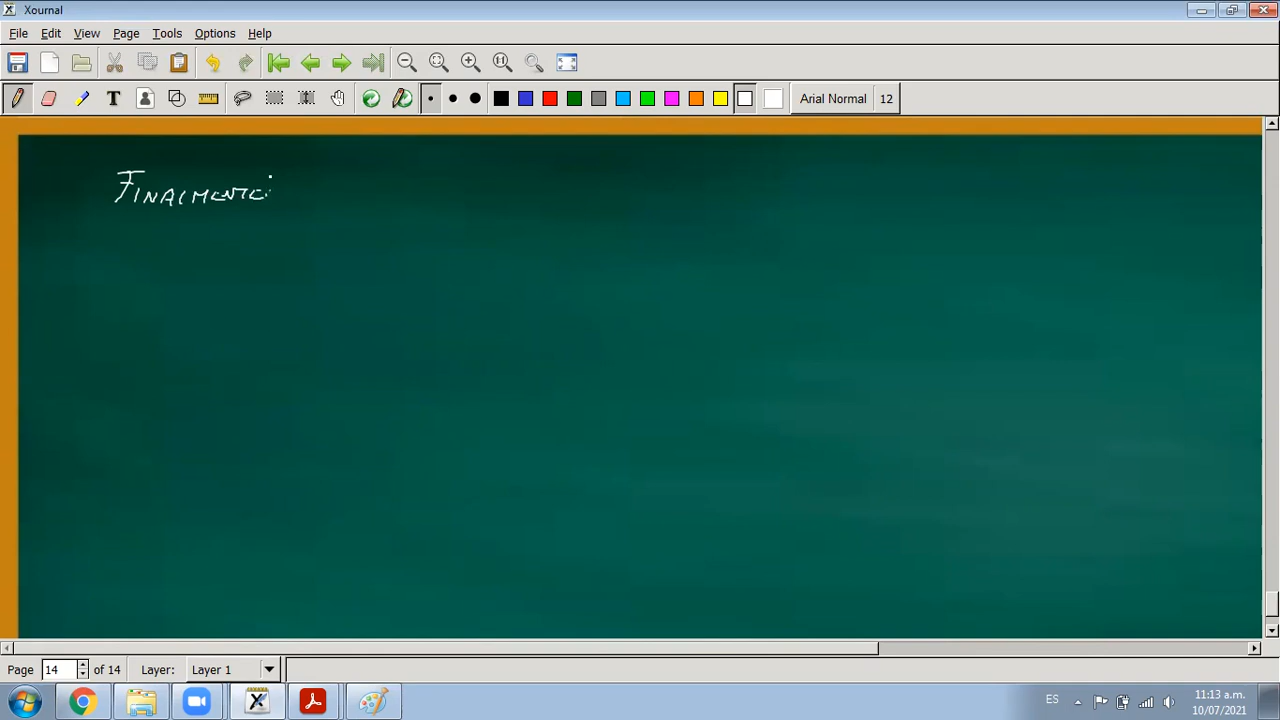 Xournal
File Edit View Page Tools Options Help
T Arial Normal 12
FINALMENTE:
Page 14 of 14 Layer: Layer 1
ES 11:13 a.m.
10/07/2021